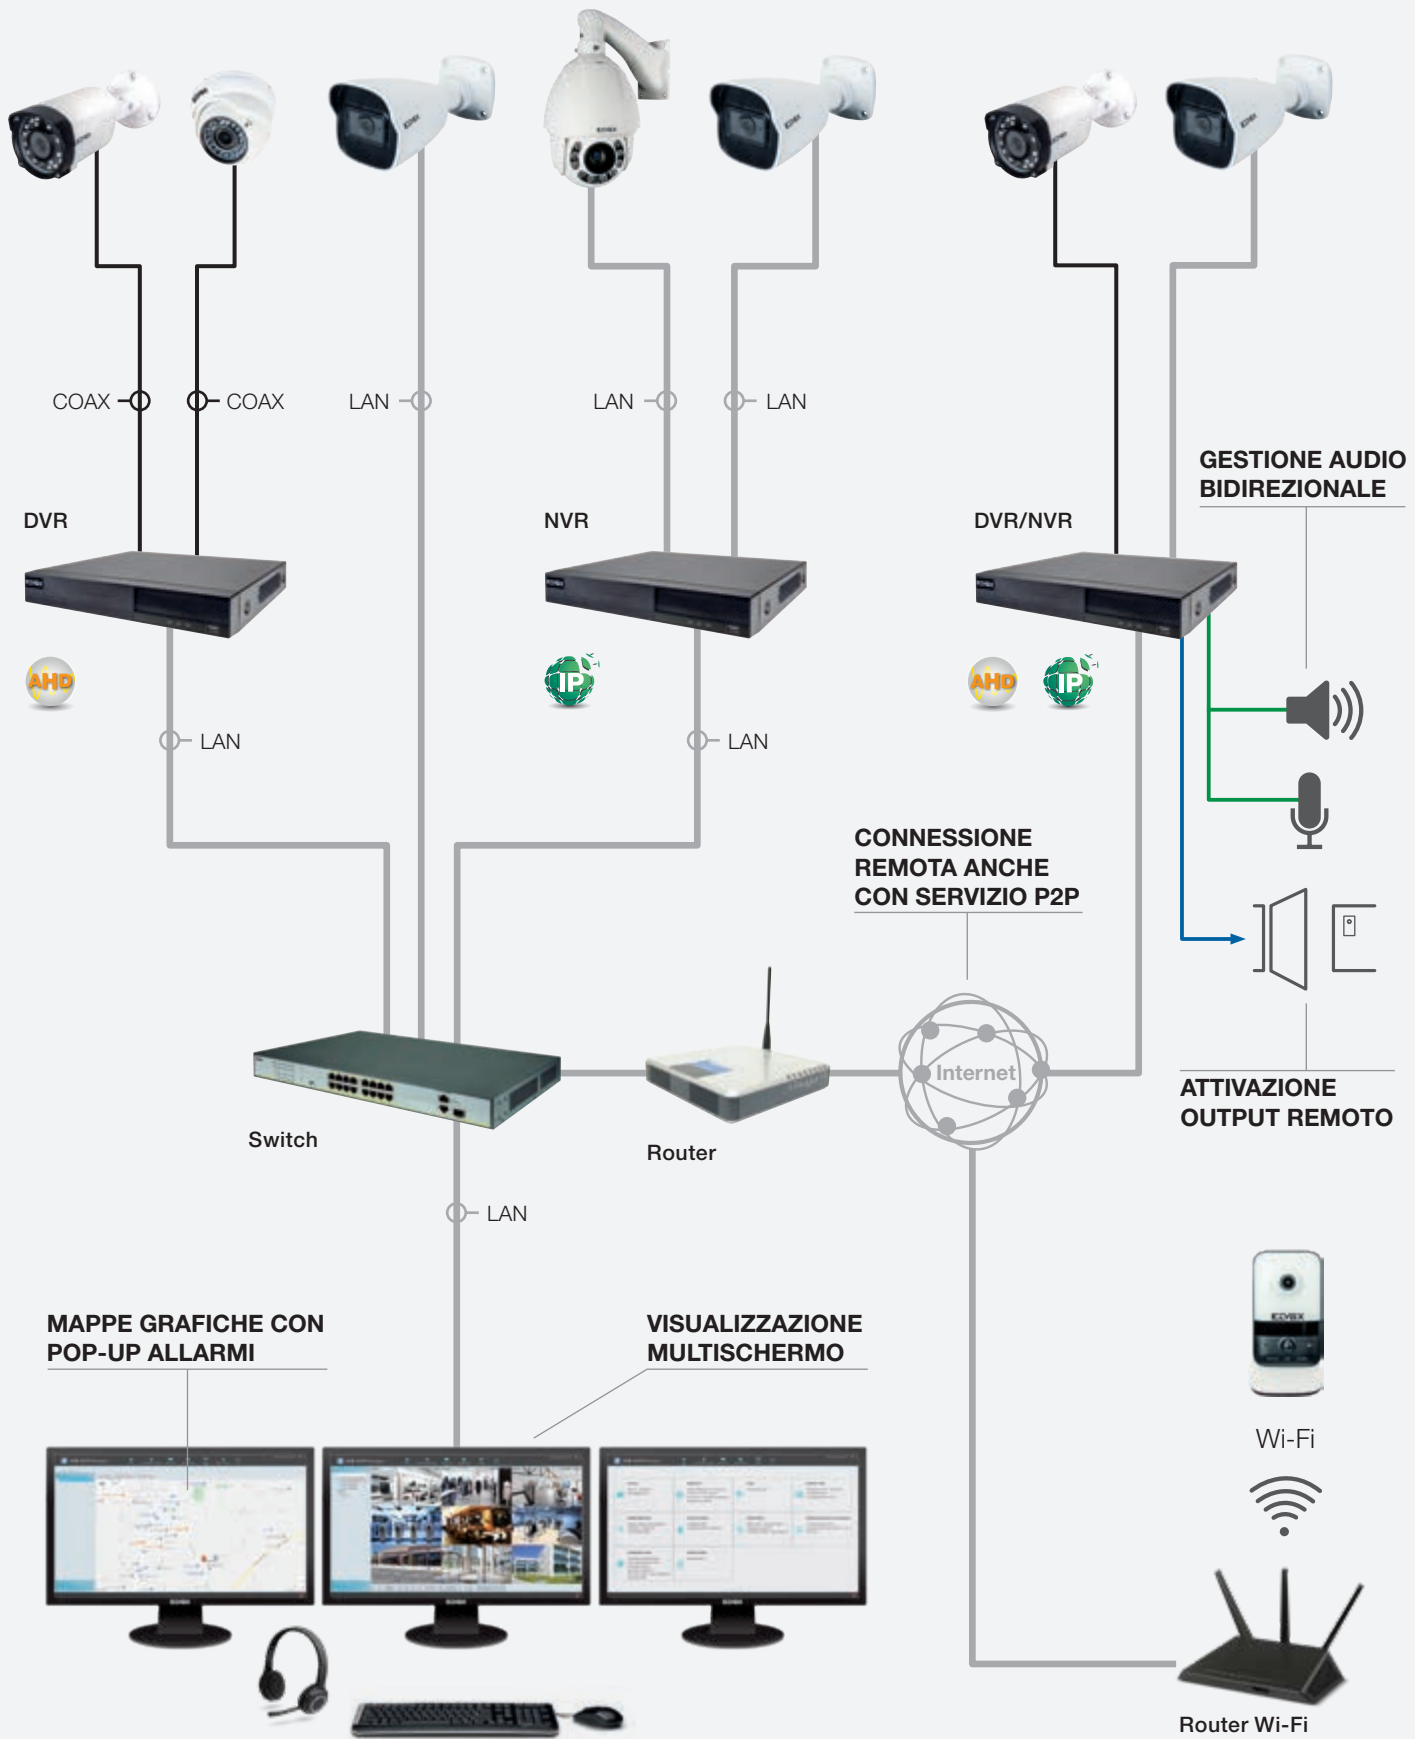 COAX
COAX
LAN
LAN
LAN
GESTIONE AUDIO
BIDIREZIONALE
DVR
NVR
DVR/NVR
AHD
IP
AHD
IP
LAN
LAN
CONNESSIONE
REMOTA ANCHE
CON SERVIZIO P2P
Internet
ATTIVAZIONE
OUTPUT REMOTO
Switch
Router
LAN
MAPPE GRAFICHE CON
POP-UP ALLARMI
VISUALIZZAZIONE
MULTISCHERMO
Wi-Fi
Router Wi-Fi